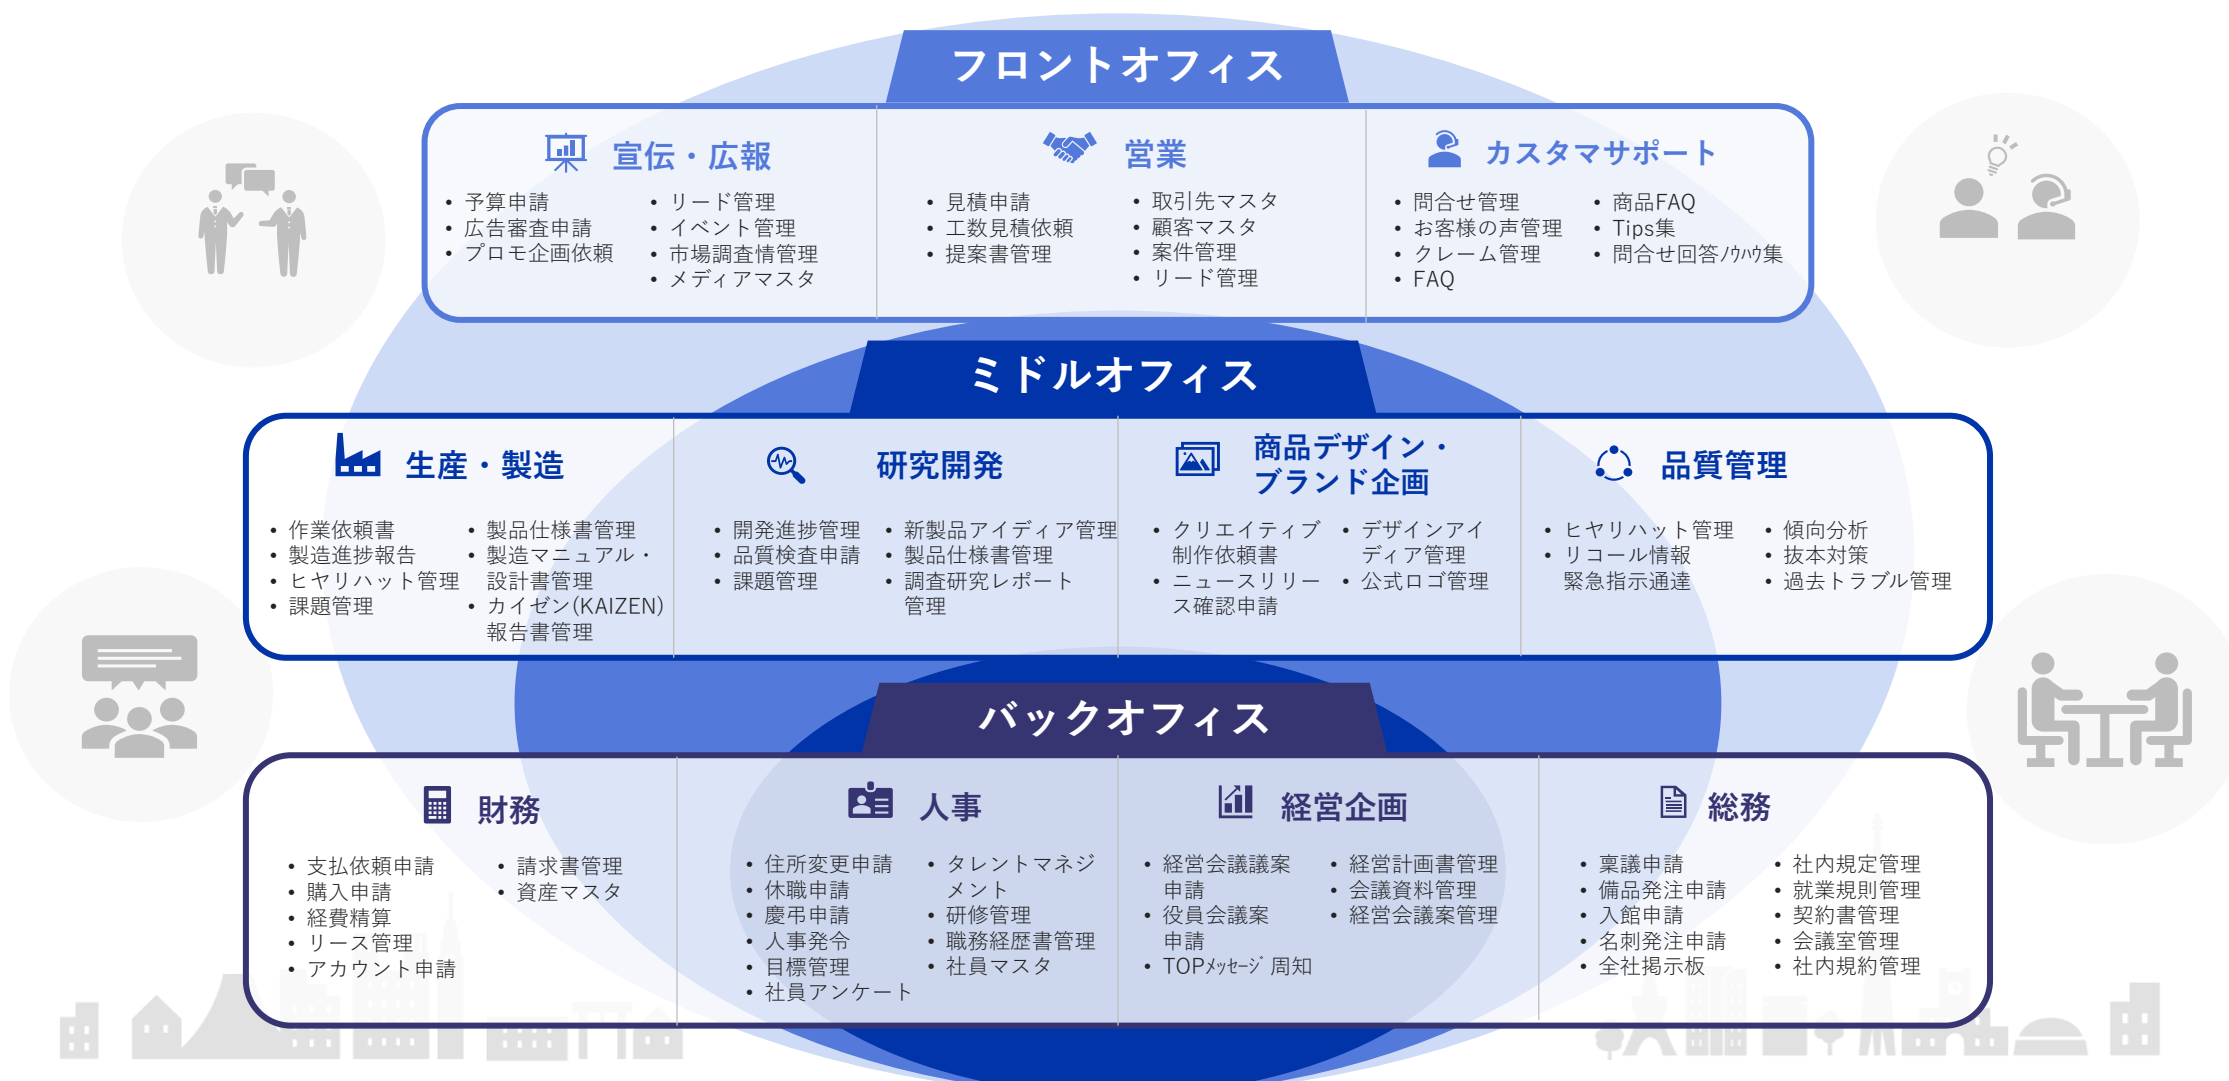 フロントオフィス
宣伝・広報
• 予算申請
• 広告審査申請
• プロモ企画依頼
• リード管理
• イベント管理
• 市場調査情管理
• メディアマスタ
営業
• 見積申請
• 工数見積依頼
• 提案書管理
• 取引先マスタ
• 顧客マスタ
• 案件管理
• リード管理
カスタマサポート
• 問合せ管理
• お客様の声管理
• クレーム管理
• FAQ
• 商品FAQ
• Tips集
• 問合せ回答ﾉｳﾊｳ集
ミドルオフィス
生産・製造
• 作業依頼書
• 製造進捗報告
• ヒヤリハット管理
• 課題管理
• 製品仕様書管理
• 製造マニュアル・
設計書管理
• カイゼン(KAIZEN)
報告書管理
研究開発
• 開発進捗管理
• 品質検査申請
• 課題管理
• 新製品アイディア管理
• 製品仕様書管理
• 調査研究レポート
管理
商品デザイン・
ブランド企画
• クリエイティブ
制作依頼書
• ニュースリリー
ス確認申請
• デザインアイ
ディア管理
• 公式ロゴ管理
品質管理
• ヒヤリハット管理
• リコール情報
緊急指示通達
• 傾向分析
• 抜本対策
• 過去トラブル管理
バックオフィス
財務
• 支払依頼申請
• 購入申請
• 経費精算
• リース管理
• アカウント申請
• 請求書管理
• 資産マスタ
人事
• 住所変更申請
• 休職申請
• 慶弔申請
• 人事発令
• 目標管理
• 社員アンケート
• タレントマネジ
メント
• 研修管理
• 職務経歴書管理
• 社員マスタ
経営企画
• 経営会議議案
申請
• 役員会議案
申請
• TOPﾒｯｾｰｼﾞ周知
• 経営計画書管理
• 会議資料管理
• 経営会議案管理
総務
• 稟議申請
• 備品発注申請
• 入館申請
• 名刺発注申請
• 全社掲示板
• 社内規定管理
• 就業規則管理
• 契約書管理
• 会議室管理
• 社内規約管理